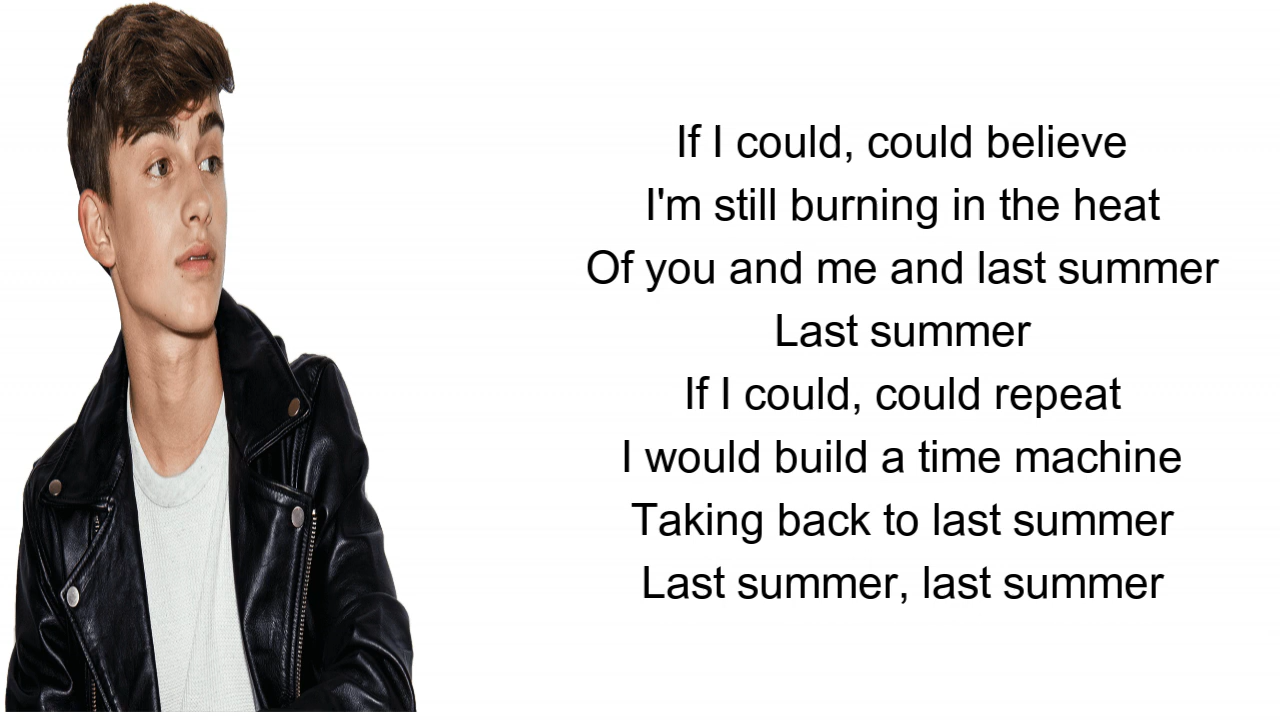 If I could, could believe
I'm still burning in the heat
Of you and me and last summer
Last summer
If I could, could repeat
I would build a time machine
Taking back to last summer
Last summer, last summer